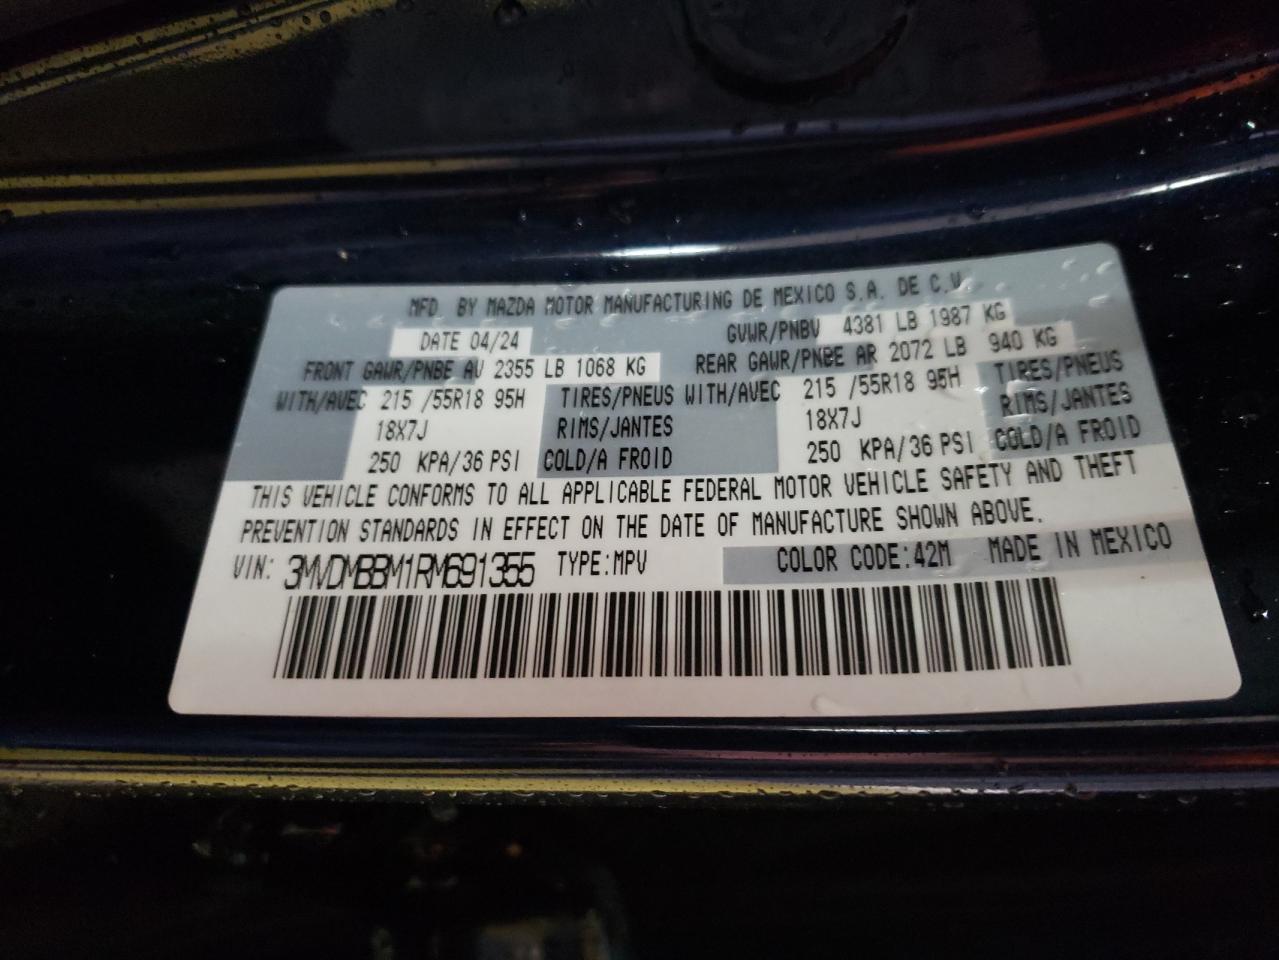 MFD. BY MAZDA MOTOR MANUFACTURING DE MEXICO S.A. DE C.V.
DATE 04/24 GVWR/PNBV 4381 LB 1987 KG
FRONT GAWR/PNBE AV 2355 LB 1068 KG REAR GAWR/PNBE AR 2072 LB 940 KG
WITH/AVEC 215 /55R18 95H TIRES/PNEUS WITH/AVEC 215 /55R18 95H TIRES/PNEUS
18X7J RIMS/JANTES 18X7J RIMS/JANTES
250 KPA/36 PSI COLD/A FROID 250 KPA/36 PSI COLD/A FROID
THIS VEHICLE CONFORMS TO ALL APPLICABLE FEDERAL MOTOR VEHICLE SAFETY AND THEFT
PREVENTION STANDARDS IN EFFECT ON THE DATE OF MANUFACTURE SHOWN ABOVE.
VIN: 3MVDMBBM1RM691355 TYPE:MPV COLOR CODE:42M MADE IN MEXICO